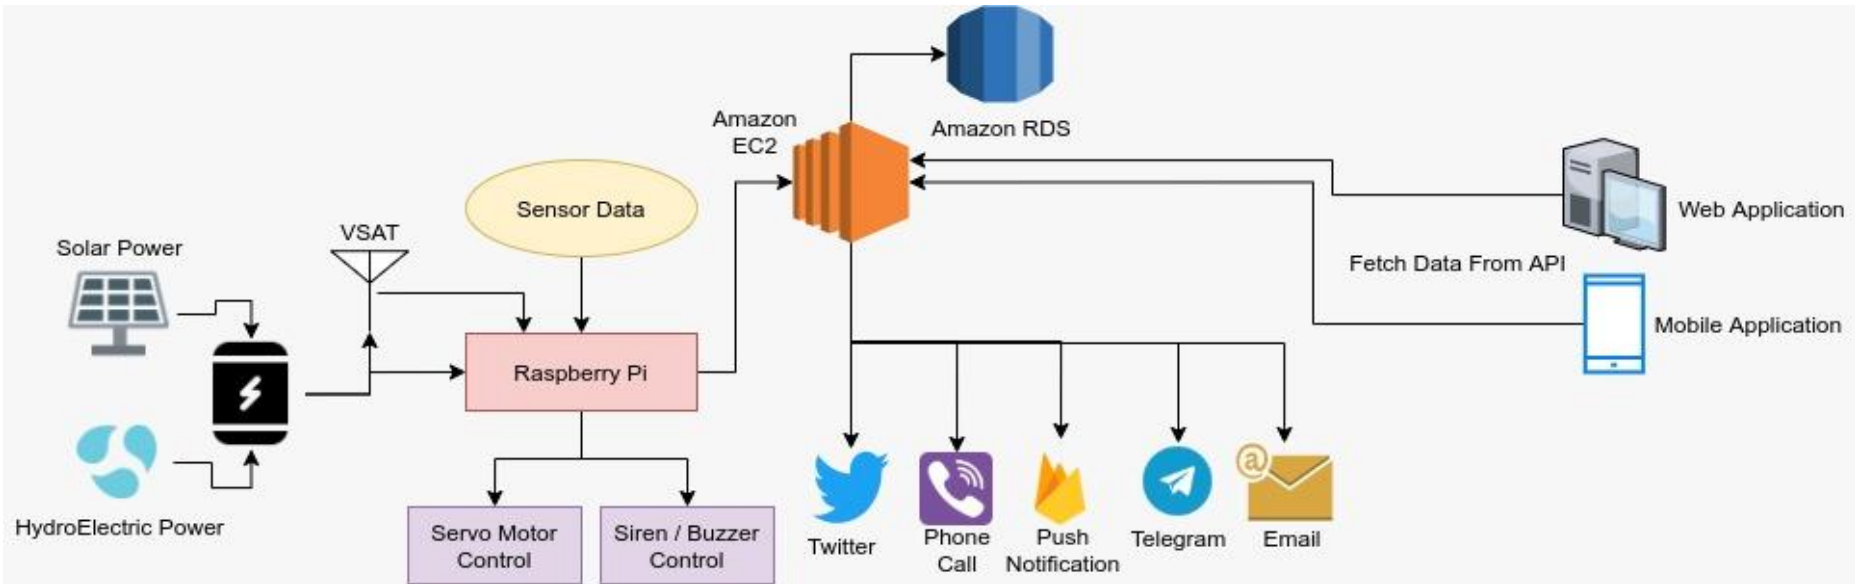 Amazon
EC2
Amazon RDS
Sensor Data
Web Application
VSAT
Solar Power
Fetch Data From API
Mobile Application
Raspberry Pi
HydroElectric Power
Servo Motor
Control
Siren / Buzzer
Control
Twitter
Phone
Call
Push
Notification
Telegram
@
Email